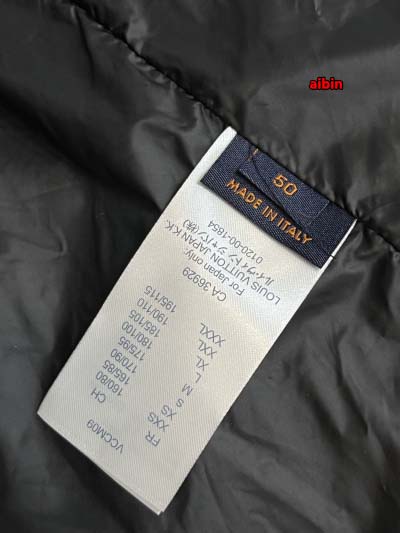 aibin
50
MADE IN ITALY
VCCM09
FR CH
XXS 160/80
XS 165/85
S 170/90
M 175/95
L 180/100
XL 185/105
XXL 190/110
XXXL 195/115
CA 36929
For Japan only:
LOUIS VUITTON JAPAN K.K.
ルイ・ヴィトン ジャパン(株)
0120-00-1854